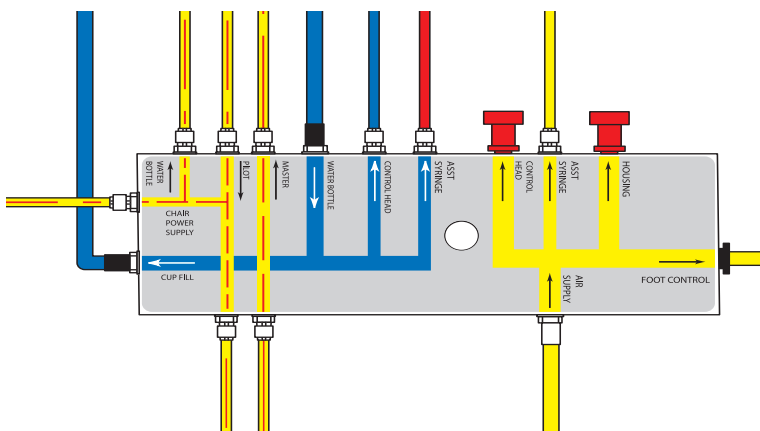 WATER
BOTTLE
PILOT
MASTER
WATER BOTTLE
CONTROL HEAD
ASST
SYRINGE
CONTROL
HEAD
ASST
SYRINGE
HOUSING
CHAIR
POWER
SUPPLY
CUP FILL
AIR
SUPPLY
FOOT CONTROL